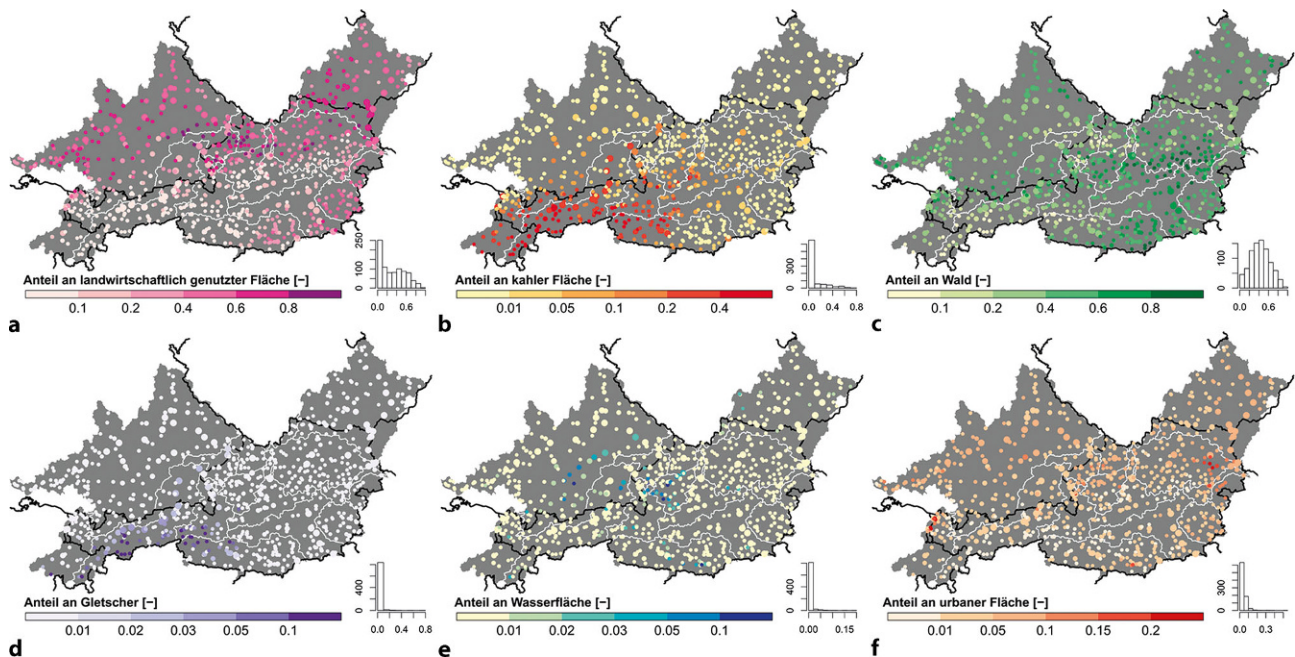 250
100
0
0.0 0.6
Anteil an landwirtschaftlich genutzter Fläche [–]
0.1 0.2 0.4 0.6 0.8
a
300
0
0.0 0.4 0.8
Anteil an kahler Fläche [–]
0.01 0.05 0.1 0.2 0.4
b
100
0
0.0 0.6
Anteil an Wald [–]
0.1 0.2 0.4 0.6 0.8
c
400
0
0.0 0.4 0.8
Anteil an Gletscher [–]
0.01 0.02 0.03 0.05 0.1
d
400
0
0.00 0.15
Anteil an Wasserfläche [–]
0.01 0.02 0.03 0.05 0.1
e
300
0
0.0 0.3
Anteil an urbaner Fläche [–]
0.01 0.05 0.1 0.15 0.2
f